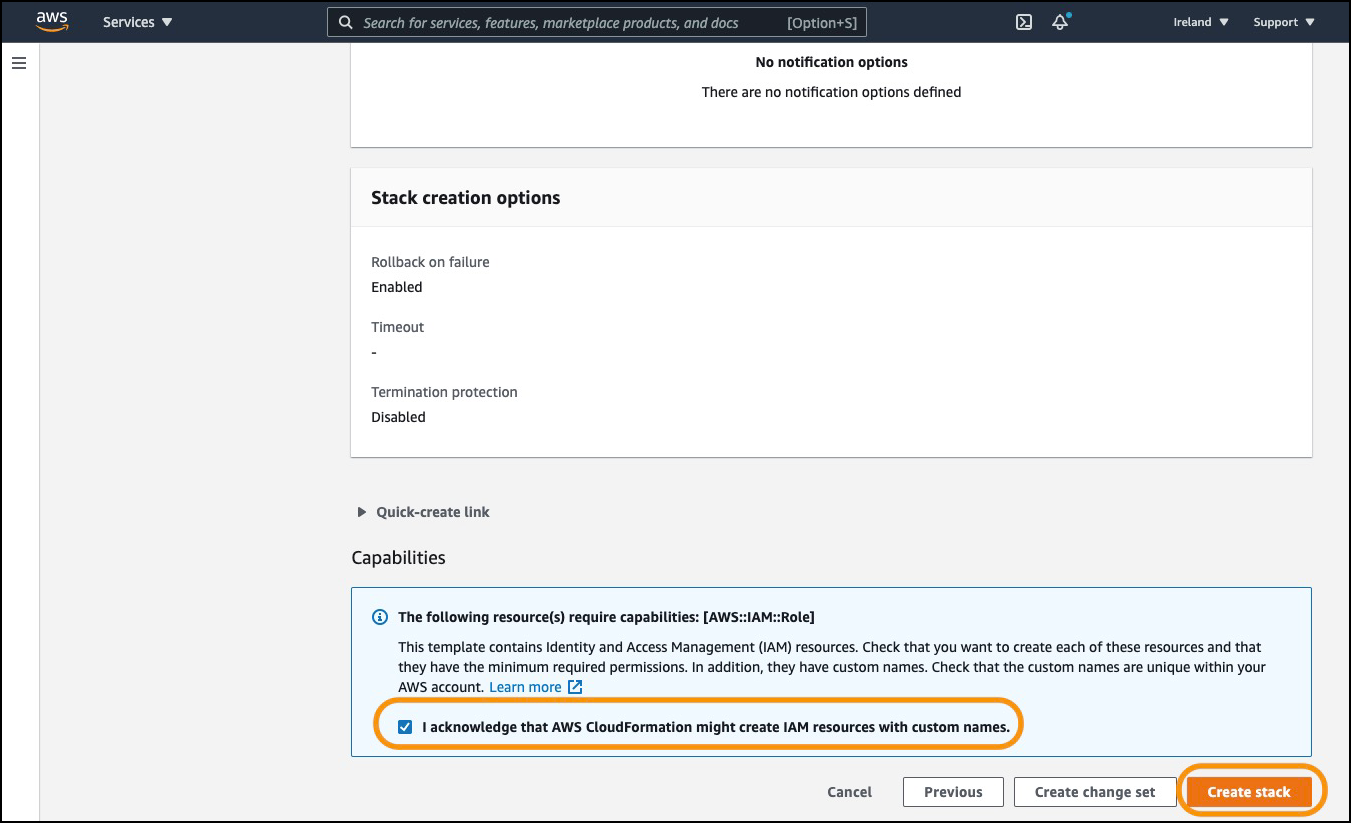 aws Services Search for services, features, marketplace products, and docs [Option+S] Ireland Support
No notification options
There are no notification options defined
Stack creation options
Rollback on failure
Enabled
Timeout
-
Termination protection
Disabled
Quick-create link
Capabilities
The following resource(s) require capabilities: [AWS::IAM::Role]
This template contains Identity and Access Management (IAM) resources. Check that you want to create each of these resources and that
they have the minimum required permissions. In addition, they have custom names. Check that the custom names are unique within your
AWS account. Learn more
I acknowledge that AWS CloudFormation might create IAM resources with custom names.
Cancel Previous Create change set Create stack